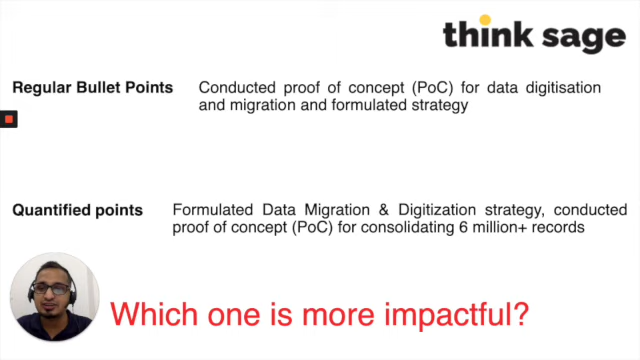 think sage
Regular Bullet Points Conducted proof of concept (PoC) for data digitisation
and migration and formulated strategy
Quantified points Formulated Data Migration & Digitization strategy, conducted
proof of concept (PoC) for consolidating 6 million+ records
Which one is more impactful?